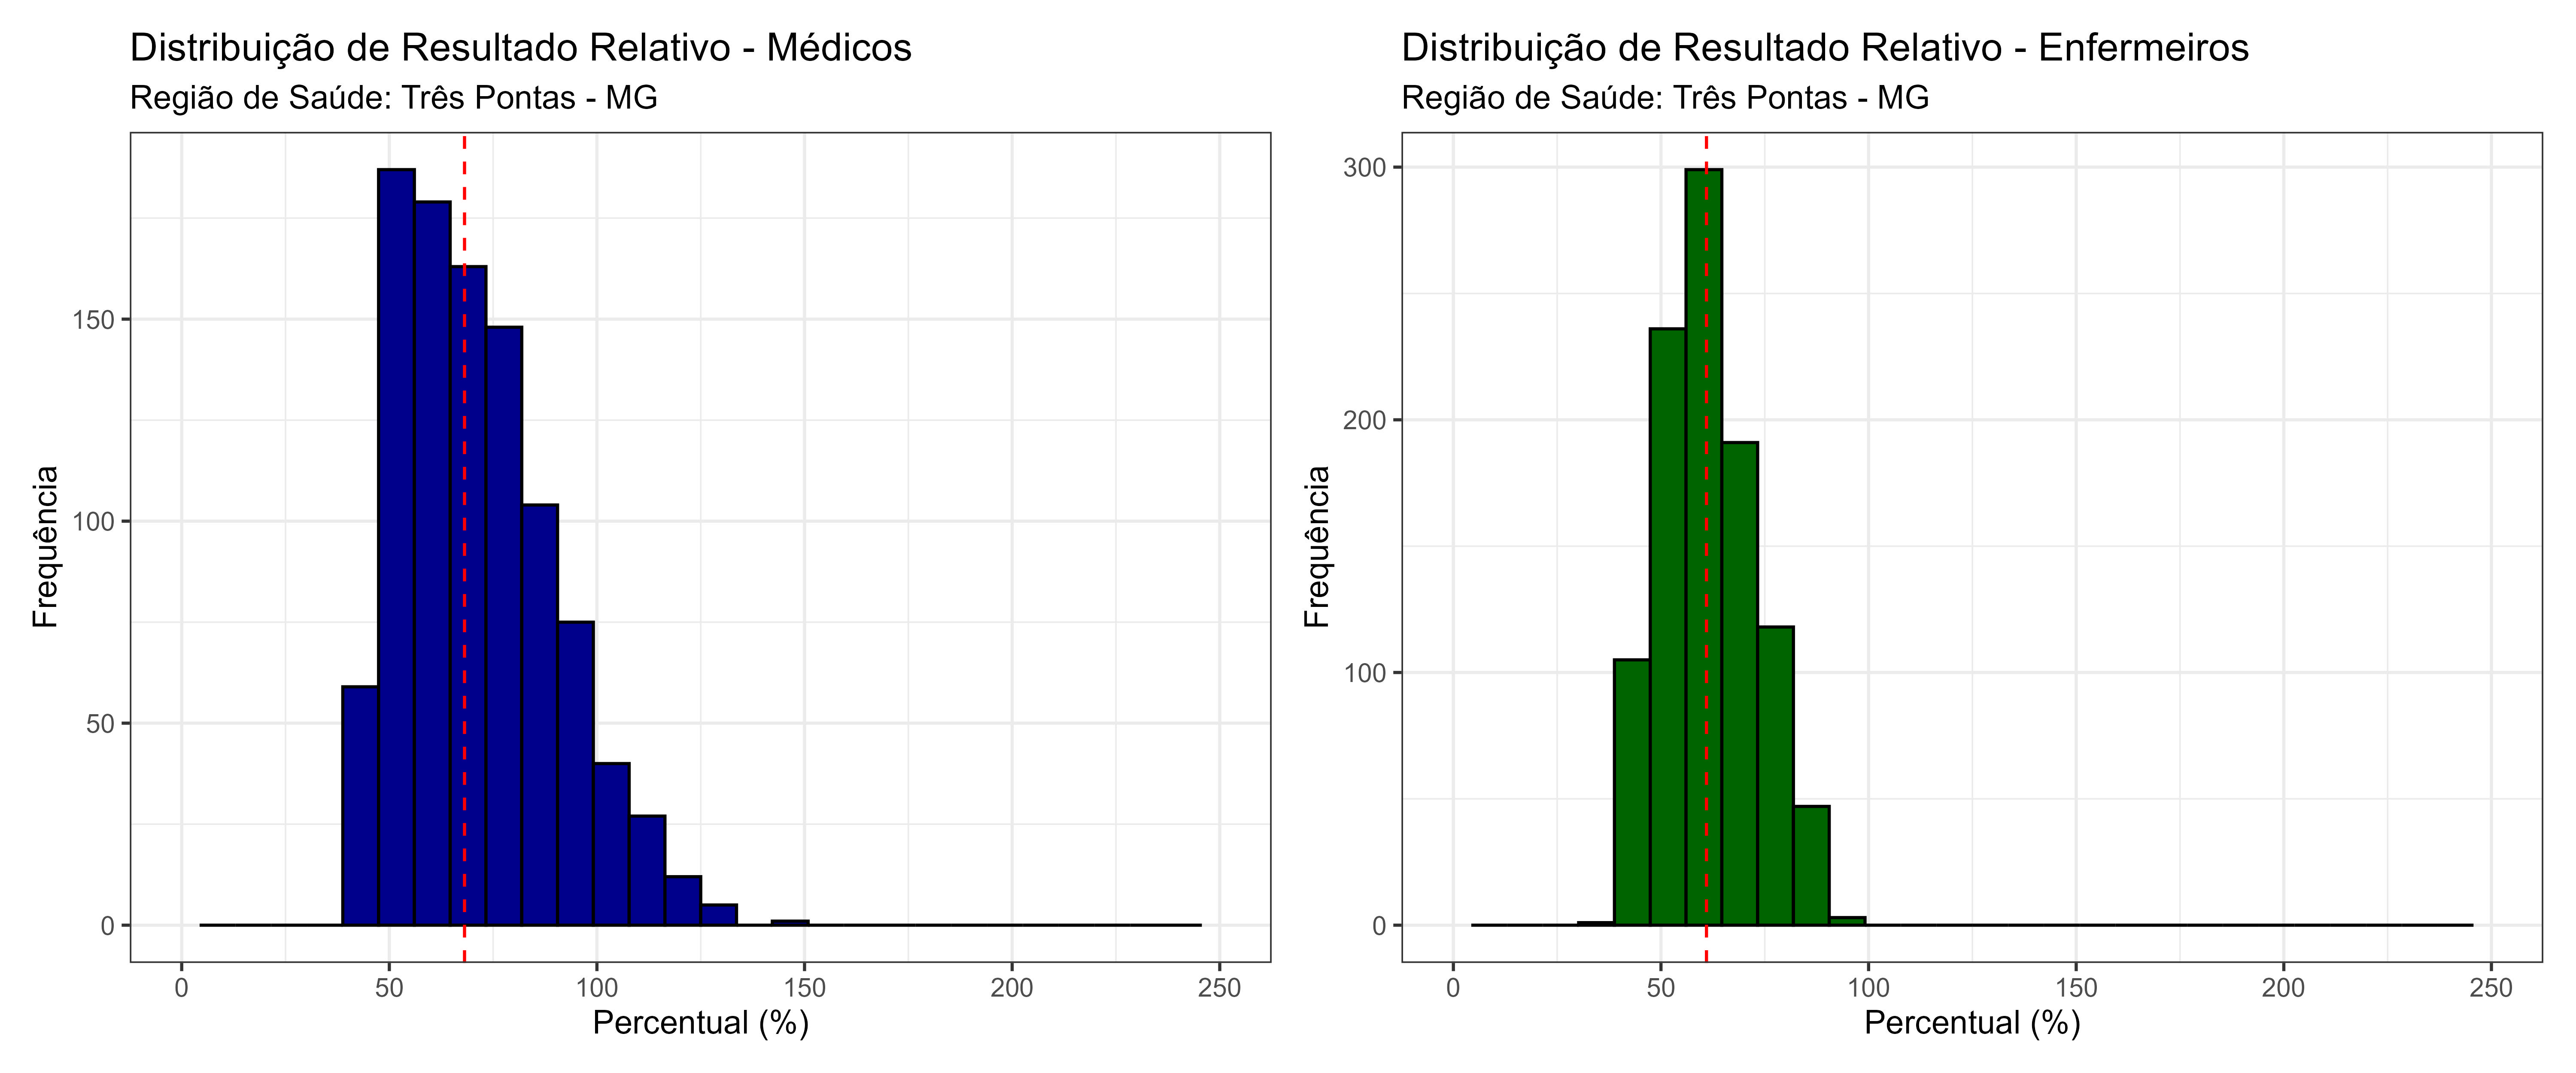 Distribuição de Resultado Relativo - Médicos
Região de Saúde: Três Pontas - MG
Frequência
150
100
50
0
0 50 100 150 200 250
Percentual (%)
Distribuição de Resultado Relativo - Enfermeiros
Região de Saúde: Três Pontas - MG
Frequência
300
200
100
0
0 50 100 150 200 250
Percentual (%)